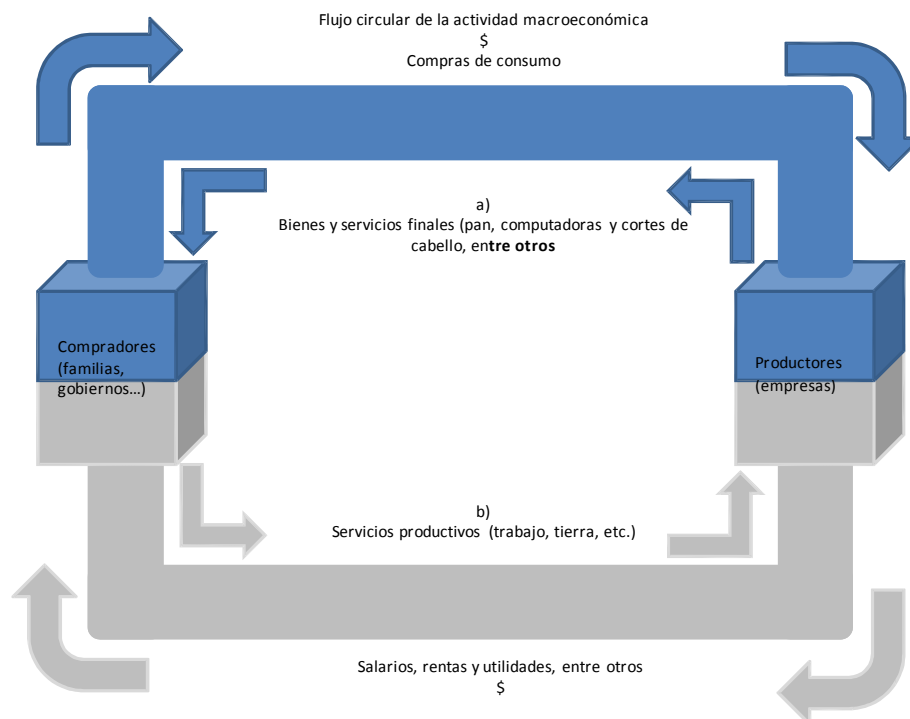 Flujo circular de la actividad macroeconómica
$
Compras de consumo
a)
Bienes y servicios finales (pan, computadoras y cortes de
cabello, entre otros
Compradores
(familias,
gobiernos…)
Productores
(empresas)
b)
Servicios productivos (trabajo, tierra, etc.)
Salarios, rentas y utilidades, entre otros
$